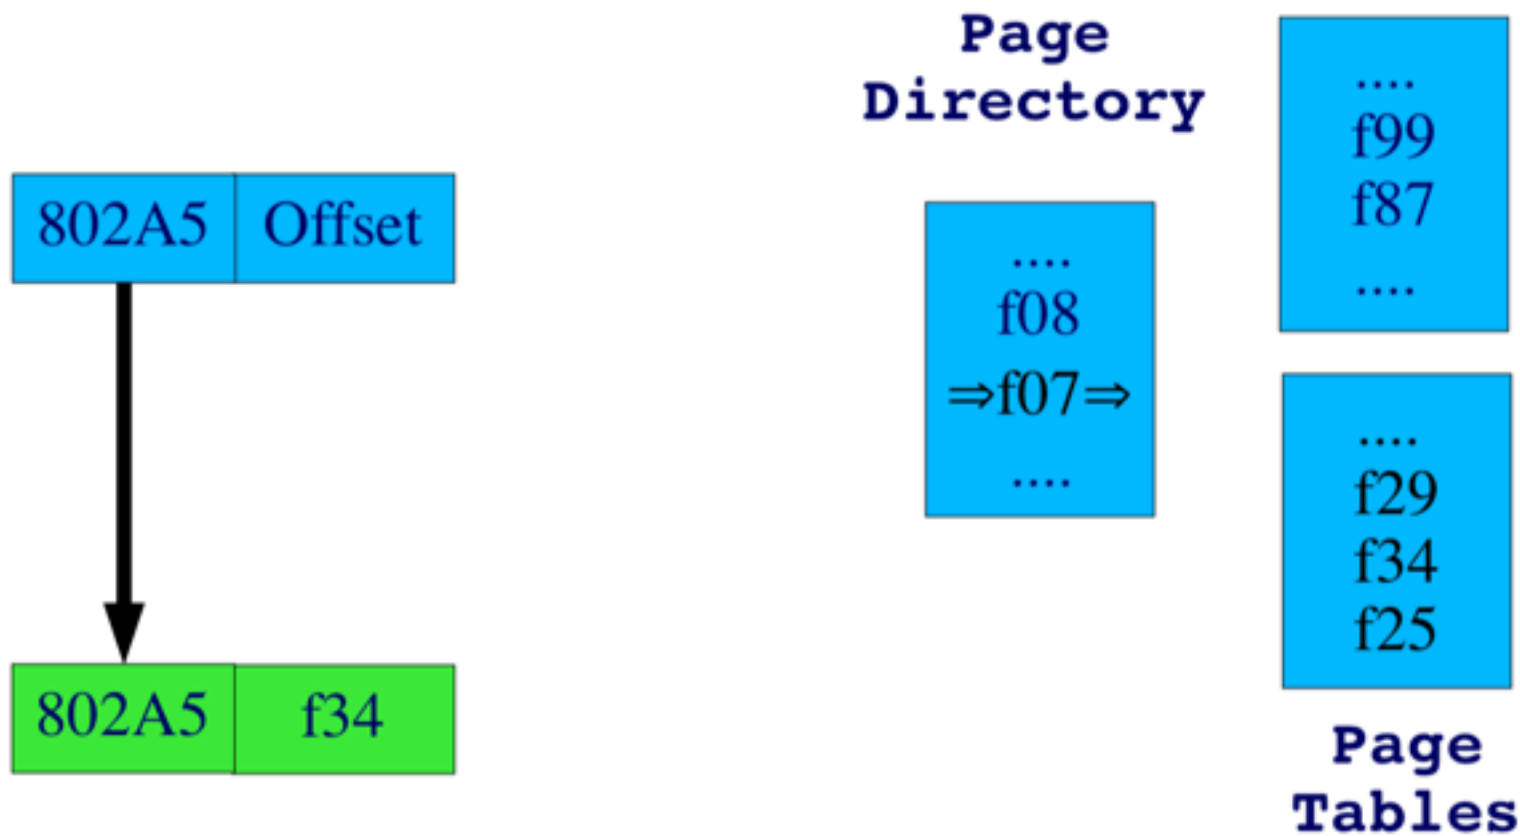 802A5 Offset
802A5 f34
Page
Directory
....
f08
⇒f07⇒
....
....
f99
f87
....
....
f29
f34
f25
Page
Tables